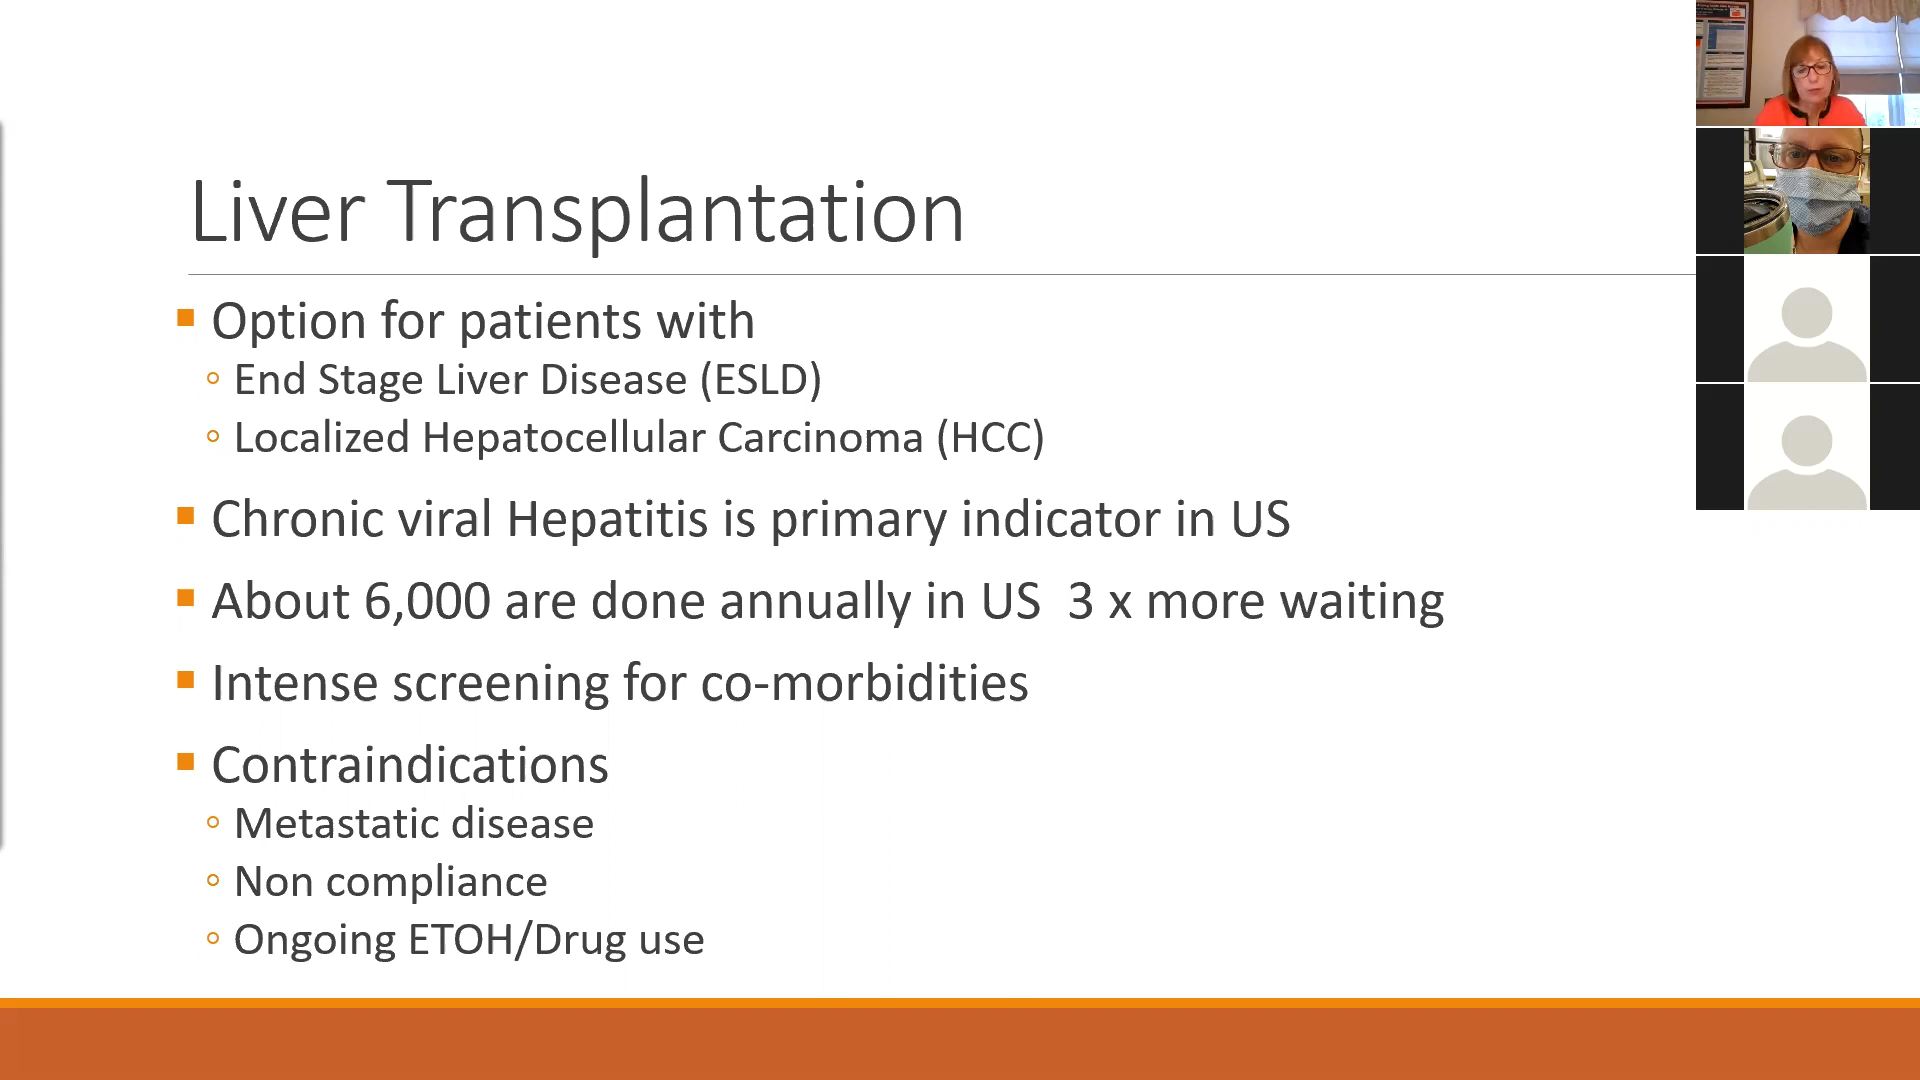 Liver Transplantation
Option for patients with
End Stage Liver Disease (ESLD)
Localized Hepatocellular Carcinoma (HCC)
Chronic viral Hepatitis is primary indicator in US
About 6,000 are done annually in US  3 x more waiting
Intense screening for co-morbidities
Contraindications
Metastatic disease
Non compliance
Ongoing ETOH/Drug use